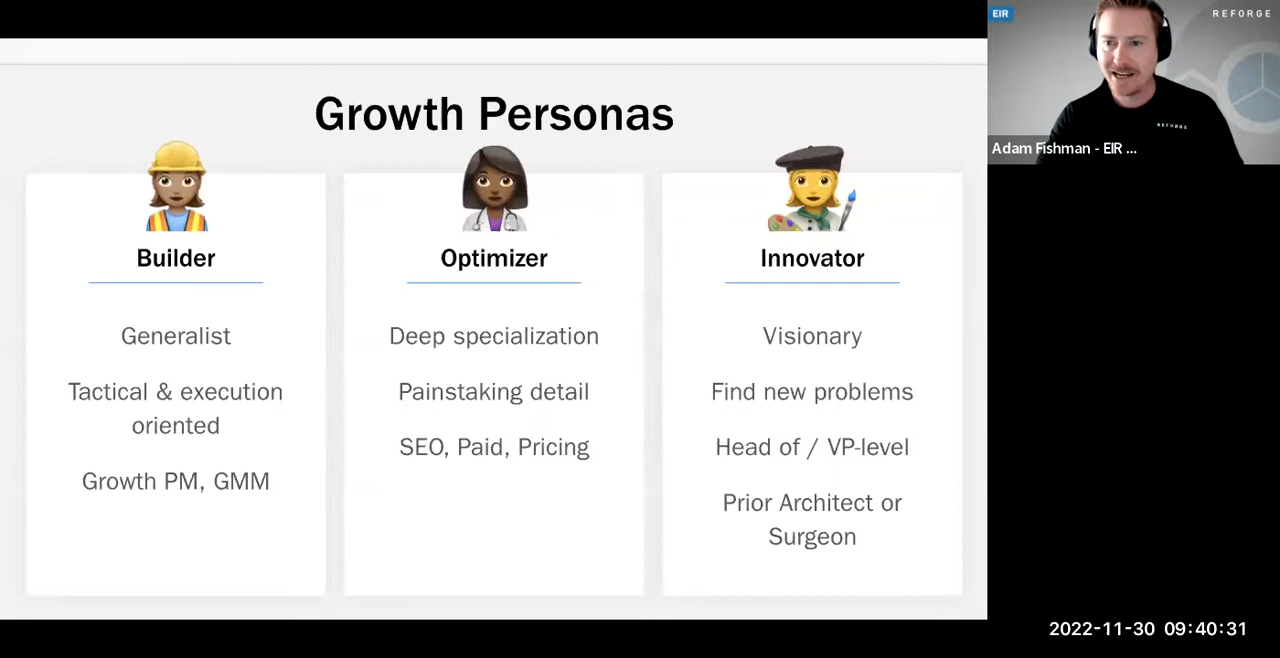 Growth Personas
Builder
Generalist
Tactical & execution
oriented
Growth PM, GMM
Optimizer
Deep specialization
Painstaking detail
SEO, Paid, Pricing
Innovator
Visionary
Find new problems
Head of / VP-level
Prior Architect or
Surgeon
EIR
REFORGE
REFORGE
Adam Fishman - EIR ...
2022-11-30 09:40:31